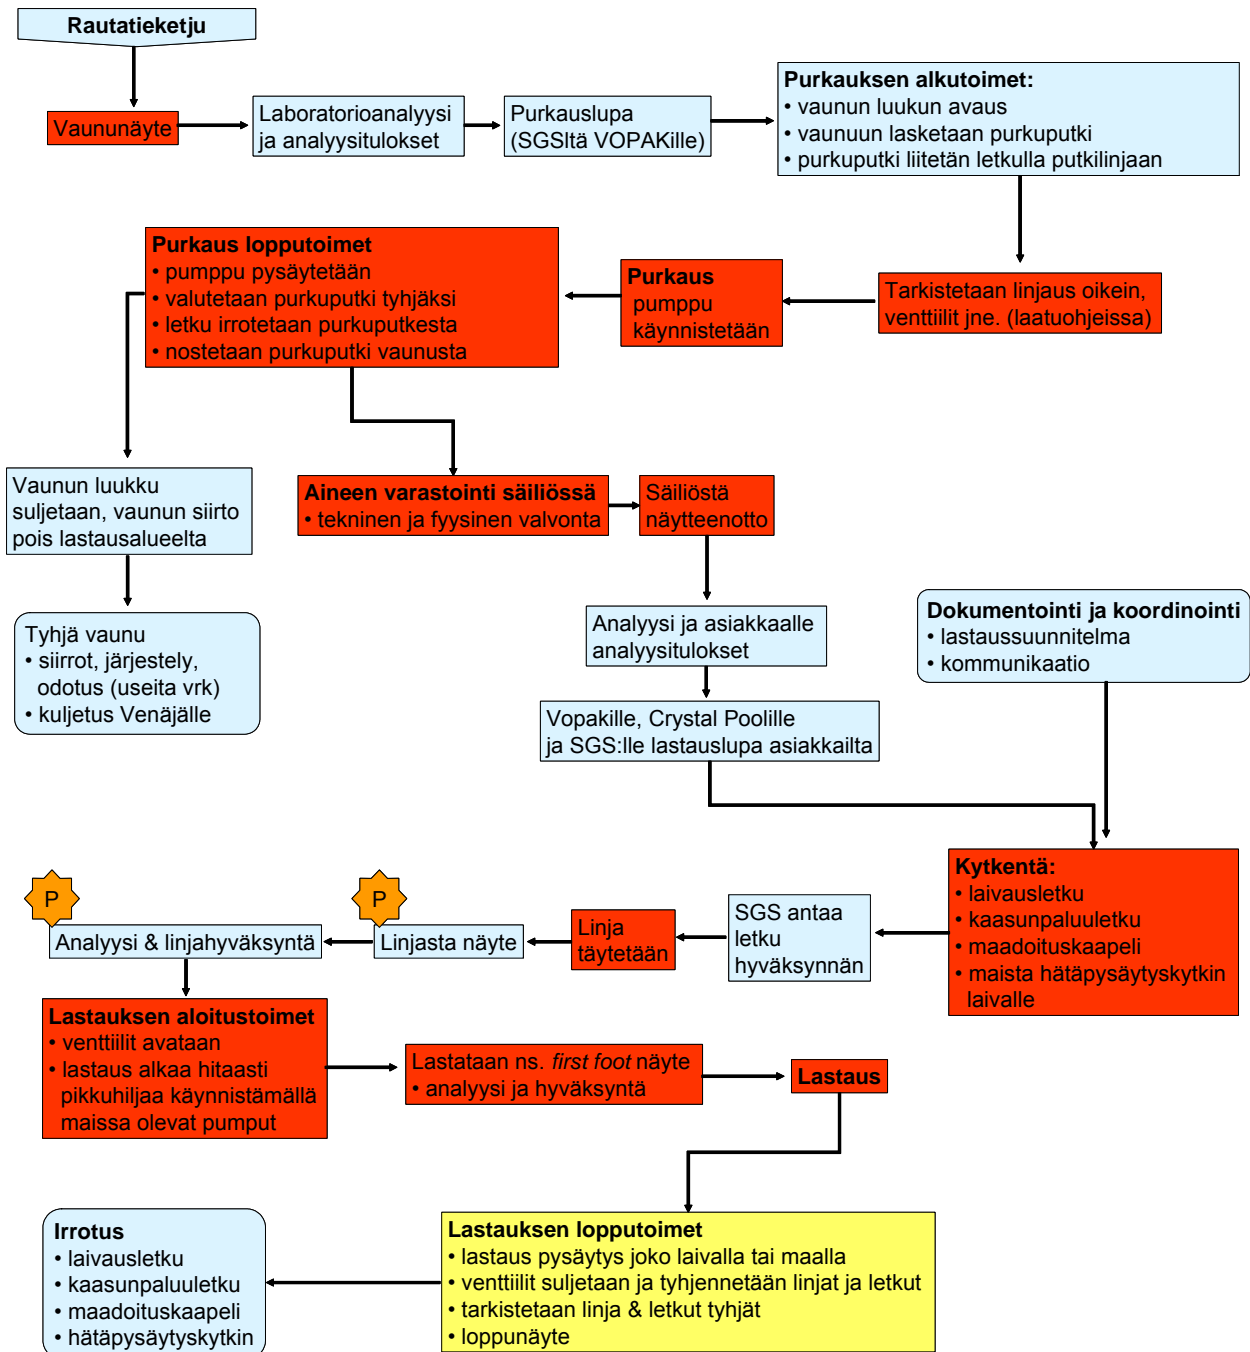 Rautatieketju
Vaununäyte
Laboratorioanalyysi
ja analyysitulokset
Purkauslupa
(SGSltä VOPAKille)
Purkauksen alkutoimet:
• vaunun luukun avaus
• vaunuun lasketaan purkuputki
• purkuputki liitetän letkulla putkilinjaan
Tarkistetaan linjaus oikein,
venttiilit jne. (laatuohjeissa)
Purkaus
pumppu
käynnistetään
Purkaus lopputoimet
• pumppu pysäytetään
• valutetaan purkuputki tyhjäksi
• letku irrotetaan purkuputkesta
• nostetaan purkuputki vaunusta
Vaunun luukku
suljetaan, vaunun siirto
pois lastausalueelta
Tyhjä vaunu
• siirrot, järjestely,
odotus (useita vrk)
• kuljetus Venäjälle
Aineen varastointi säiliössä
• tekninen ja fyysinen valvonta
Säiliöstä
näytteenotto
Analyysi ja asiakkaalle
analyysitulokset
Vopakille, Crystal Poolille
ja SGS:lle lastauslupa asiakkailta
Dokumentointi ja koordinointi
• lastaussuunnitelma
• kommunikaatio
Kytkentä:
• laivausletku
• kaasunpaluuletku
• maadoituskaapeli
• maista hätäpysäytyskytkin
laivalle
SGS antaa
letku
hyväksynnän
Linja
täytetään
P
Linjasta näyte
P
Analyysi & linjahyväksyntä
Lastauksen aloitustoimet
• venttiilit avataan
• lastaus alkaa hitaasti
pikkuhiljaa käynnistämällä
maissa olevat pumput
Lastataan ns. first foot näyte
• analyysi ja hyväksyntä
Lastaus
Lastauksen lopputoimet
• lastaus pysäytys joko laivalla tai maalla
• venttiilit suljetaan ja tyhjennetään linjat ja letkut
• tarkistetaan linja & letkut tyhjät
• loppunäyte
Irrotus
• laivausletku
• kaasunpaluuletku
• maadoituskaapeli
• hätäpysäytyskytkin